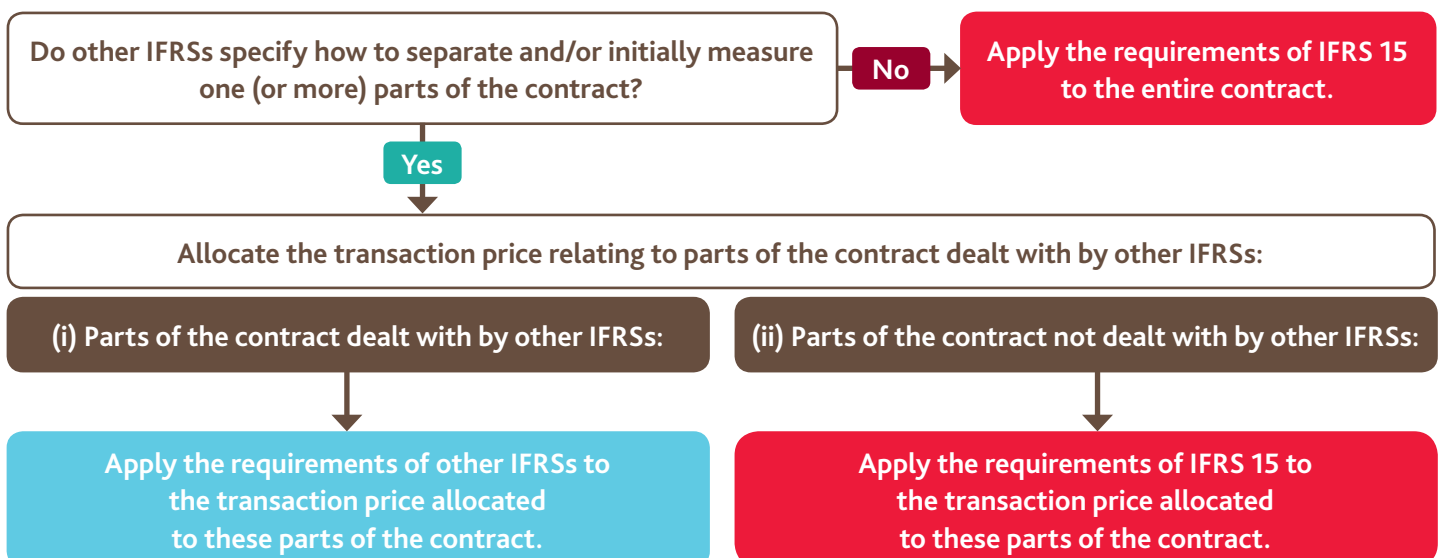 Do other IFRSs specify how to separate and/or initially measure
one (or more) parts of the contract?
No
Apply the requirements of IFRS 15
to the entire contract.
Yes
Allocate the transaction price relating to parts of the contract dealt with by other IFRSs:
(i) Parts of the contract dealt with by other IFRSs:
(ii) Parts of the contract not dealt with by other IFRSs:
Apply the requirements of other IFRSs to
the transaction price allocated
to these parts of the contract.
Apply the requirements of IFRS 15 to
the transaction price allocated
to these parts of the contract.